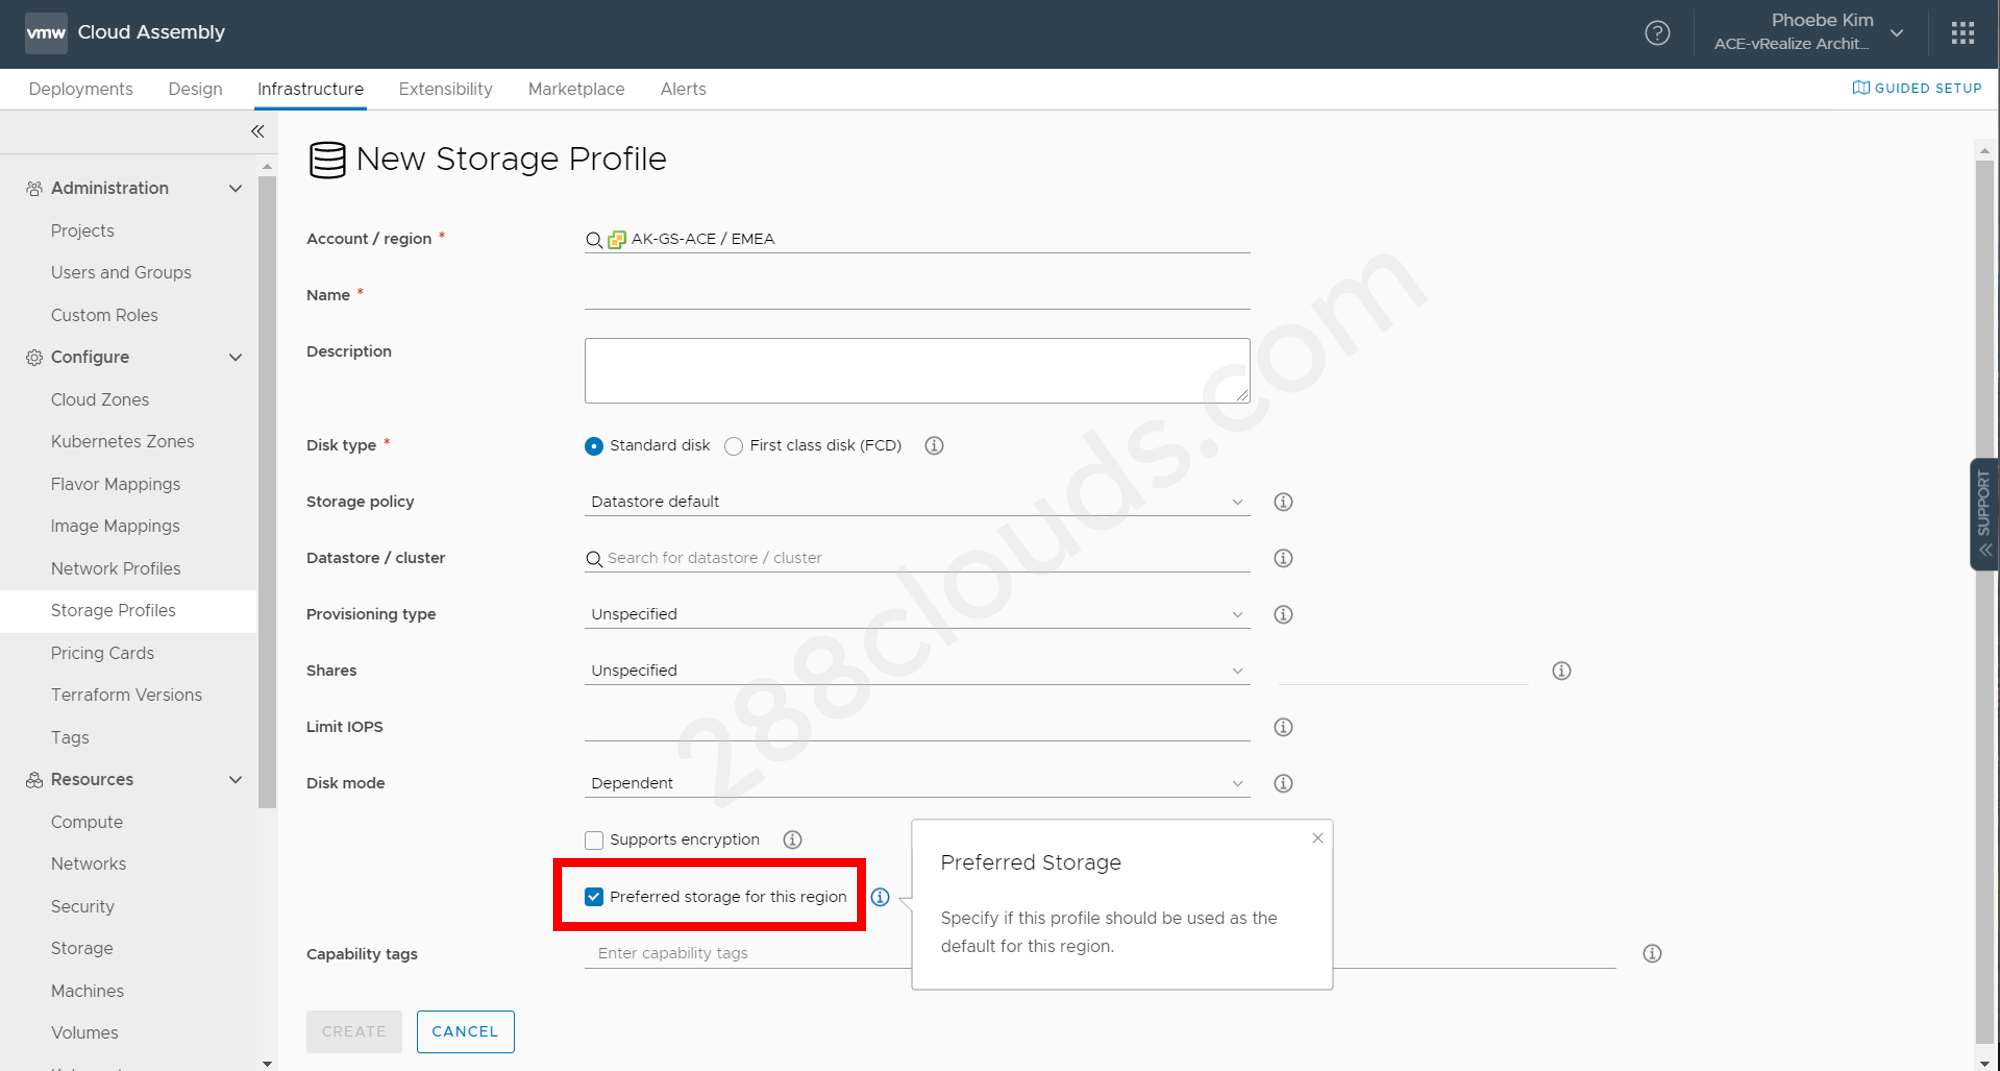 vmw Cloud Assembly
Phoebe Kim
ACE-vRealize Archit...
Deployments Design Infrastructure Extensibility Marketplace Alerts
GUIDED SETUP
New Storage Profile
Administration
Projects
Users and Groups
Custom Roles
Configure
Cloud Zones
Kubernetes Zones
Flavor Mappings
Image Mappings
Network Profiles
Storage Profiles
Pricing Cards
Terraform Versions
Tags
Resources
Compute
Networks
Security
Storage
Machines
Volumes
Account / region * AK-GS-ACE / EMEA
Name *
Description
Disk type * Standard disk First class disk (FCD)
Storage policy Datastore default
Datastore / cluster Search for datastore / cluster
Provisioning type Unspecified
Shares Unspecified
Limit IOPS
Disk mode Dependent
Supports encryption
Preferred storage for this region
Preferred Storage
Specify if this profile should be used as the
default for this region.
Capability tags Enter capability tags
CREATE CANCEL
SUPPORT
288clouds.com